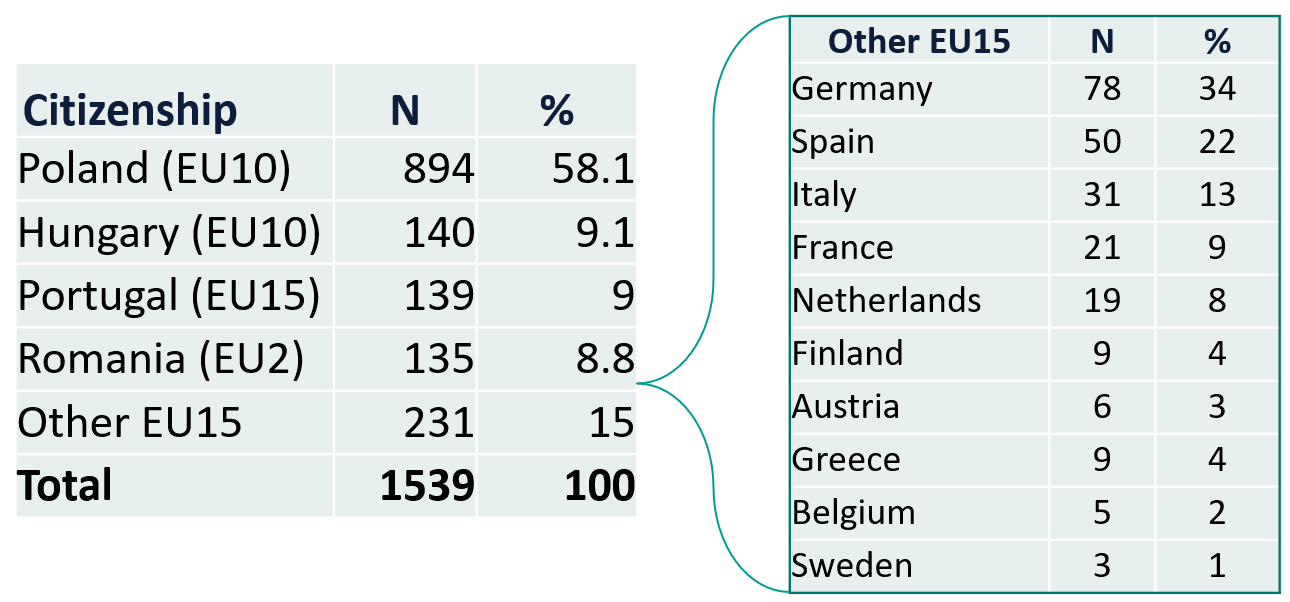 Citizenship N %
Poland (EU10) 894 58.1
Hungary (EU10) 140 9.1
Portugal (EU15) 139 9
Romania (EU2) 135 8.8
Other EU15 231 15
Total 1539 100
Other EU15 N %
Germany 78 34
Spain 50 22
Italy 31 13
France 21 9
Netherlands 19 8
Finland 9 4
Austria 6 3
Greece 9 4
Belgium 5 2
Sweden 3 1